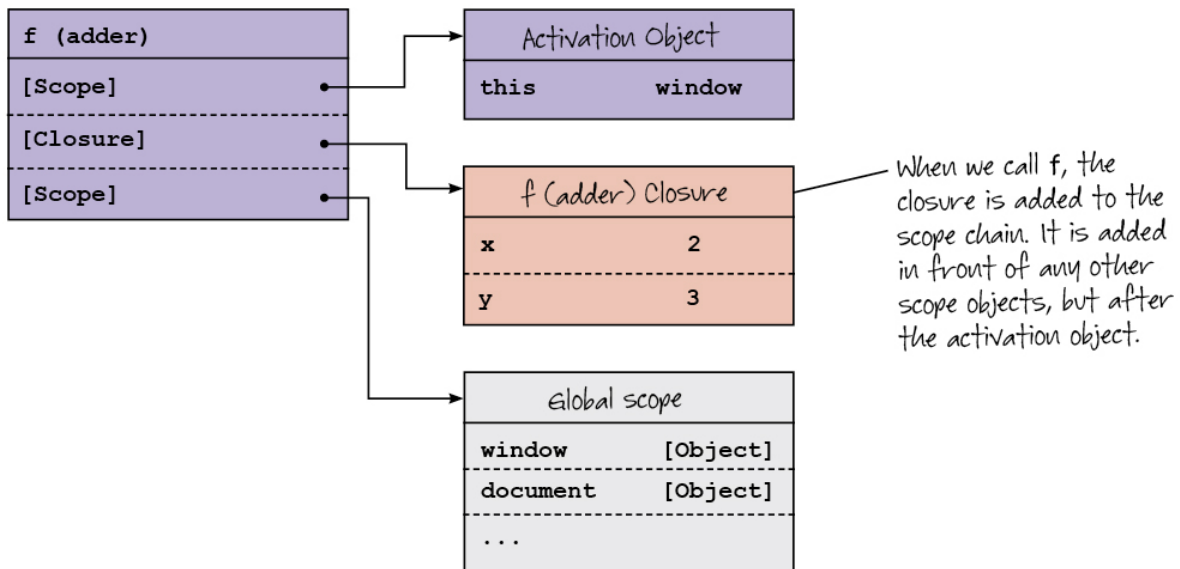 f (adder)
[Scope]
[Closure]
[Scope]
Activation Object
this window
f (adder) Closure
x 2
y 3
Global scope
window [Object]
document [Object]
...
When we call f, the
closure is added to the
scope chain. It is added
in front of any other
scope objects, but after
the activation object.